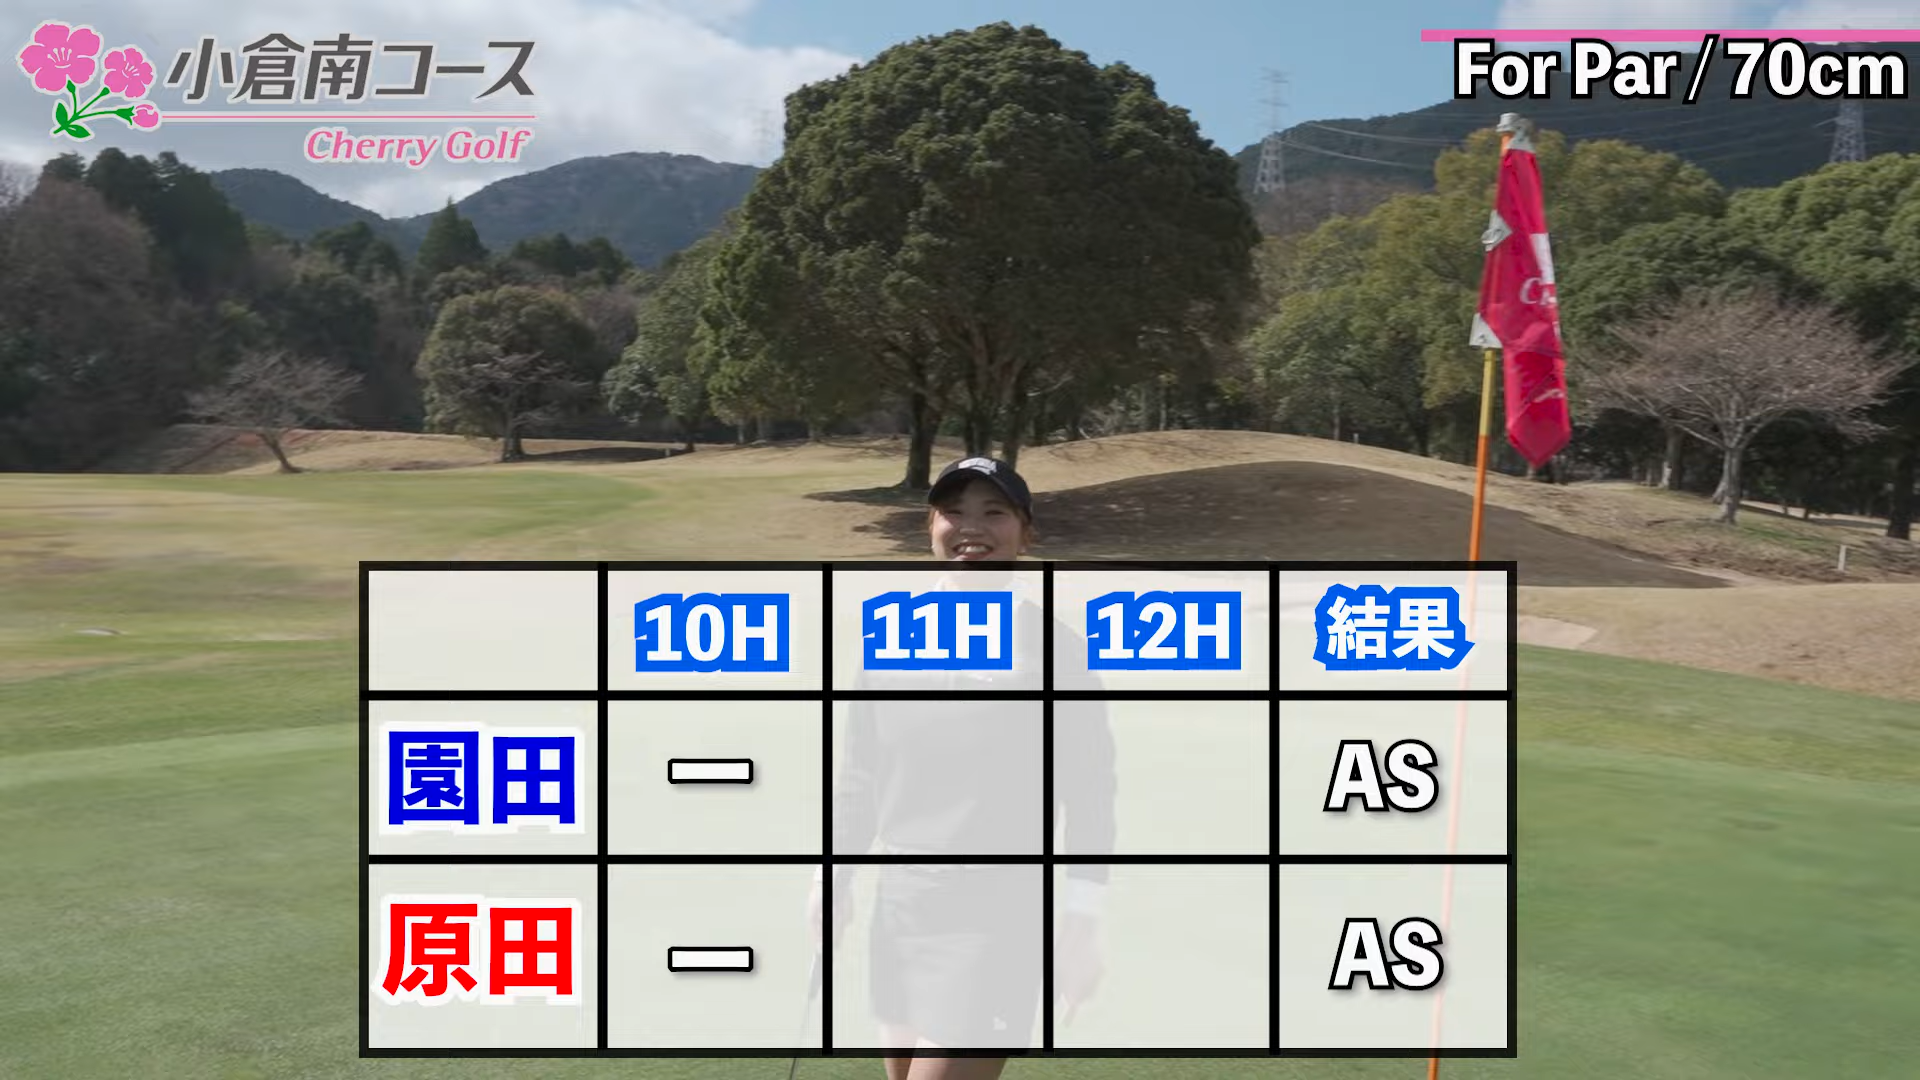 小倉南コース
Cherry Golf
For Par / 70cm
10H 11H 12H 結果
園田 ー AS
原田 ー AS